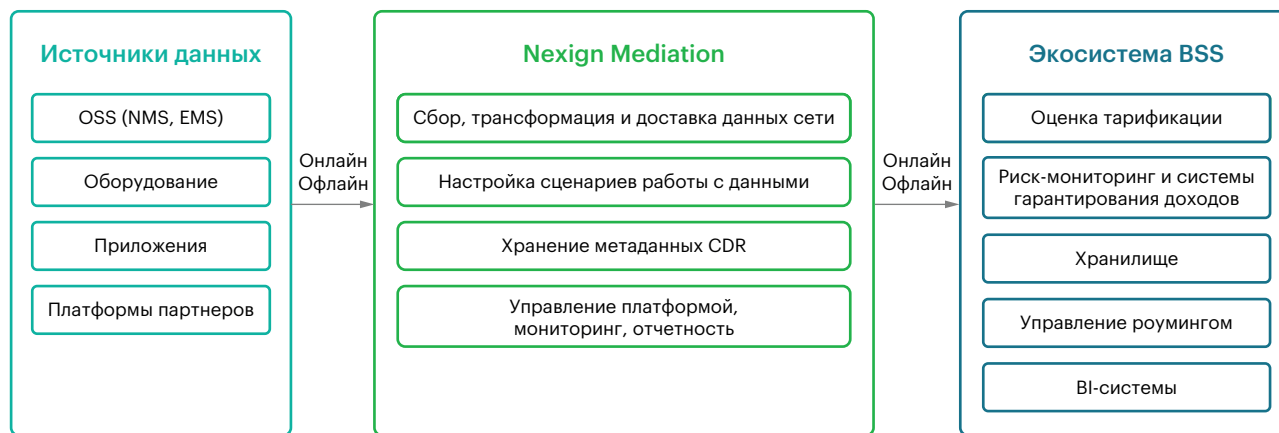 Источники данных
OSS (NMS, EMS)
Оборудование
Приложения
Платформы партнеров
Онлайн
Офлайн
Nexign Mediation
Сбор, трансформация и доставка данных сети
Настройка сценариев работы с данными
Хранение метаданных CDR
Управление платформой,
мониторинг, отчетность
Онлайн
Офлайн
Экосистема BSS
Оценка тарификации
Риск-мониторинг и системы
гарантирования доходов
Хранилище
Управление роумингом
BI-системы